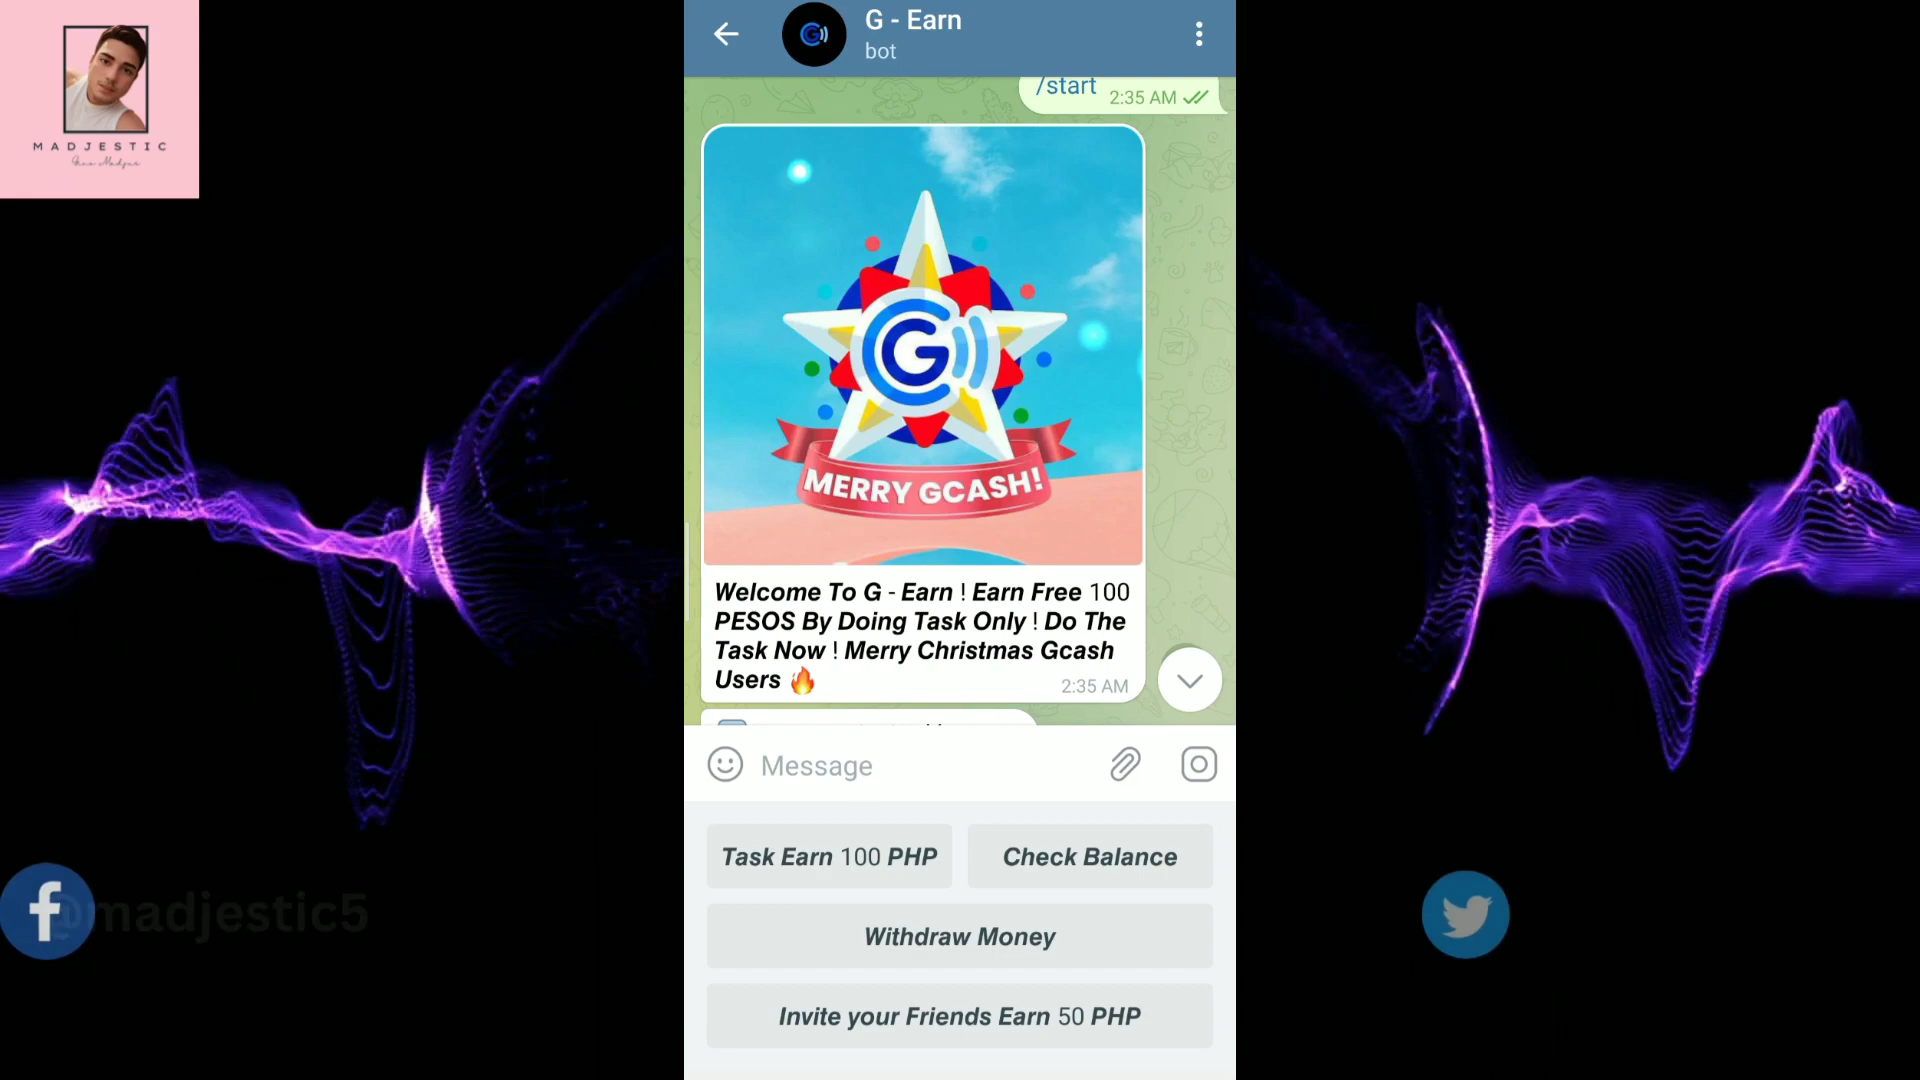 MADJESTIC
G - Earn
bot
/start
2:35 AM
MERRY GCASH!
Welcome To G - Earn ! Earn Free 100
PESOS By Doing Task Only ! Do The
Task Now ! Merry Christmas Gcash
Users 🔥
2:35 AM
Message
Task Earn 100 PHP
Check Balance
Withdraw Money
Invite your Friends Earn 50 PHP
@madjestic5